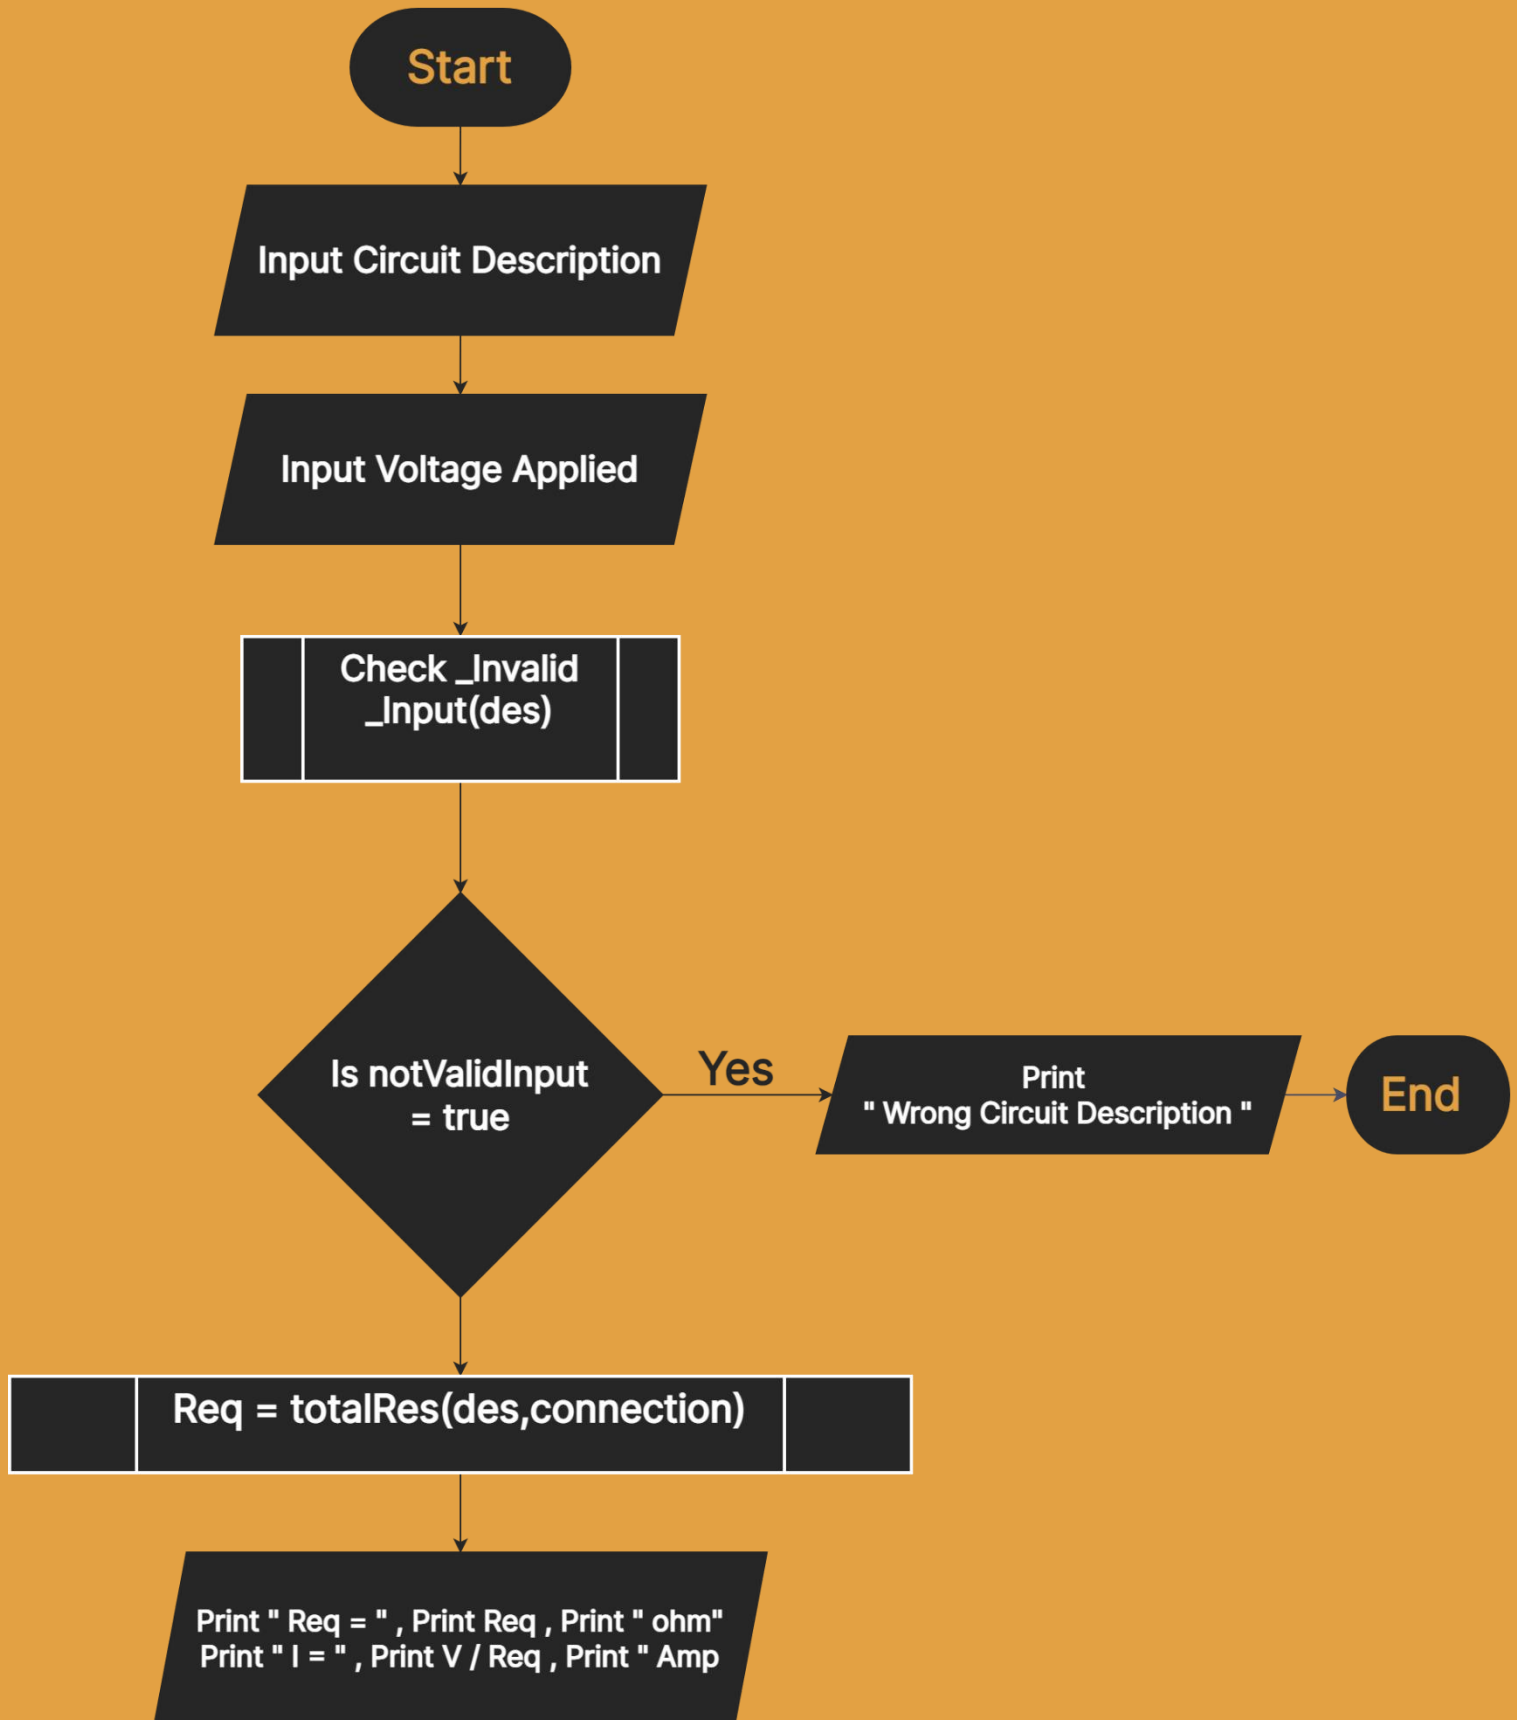 Start
Input Circuit Description
Input Voltage Applied
Check _Invalid
_Input(des)
Is notValidInput
= true
Yes
Print
" Wrong Circuit Description "
End
Req = totalRes(des,connection)
Print " Req = " , Print Req , Print " ohm"
Print " I = " , Print V / Req , Print " Amp